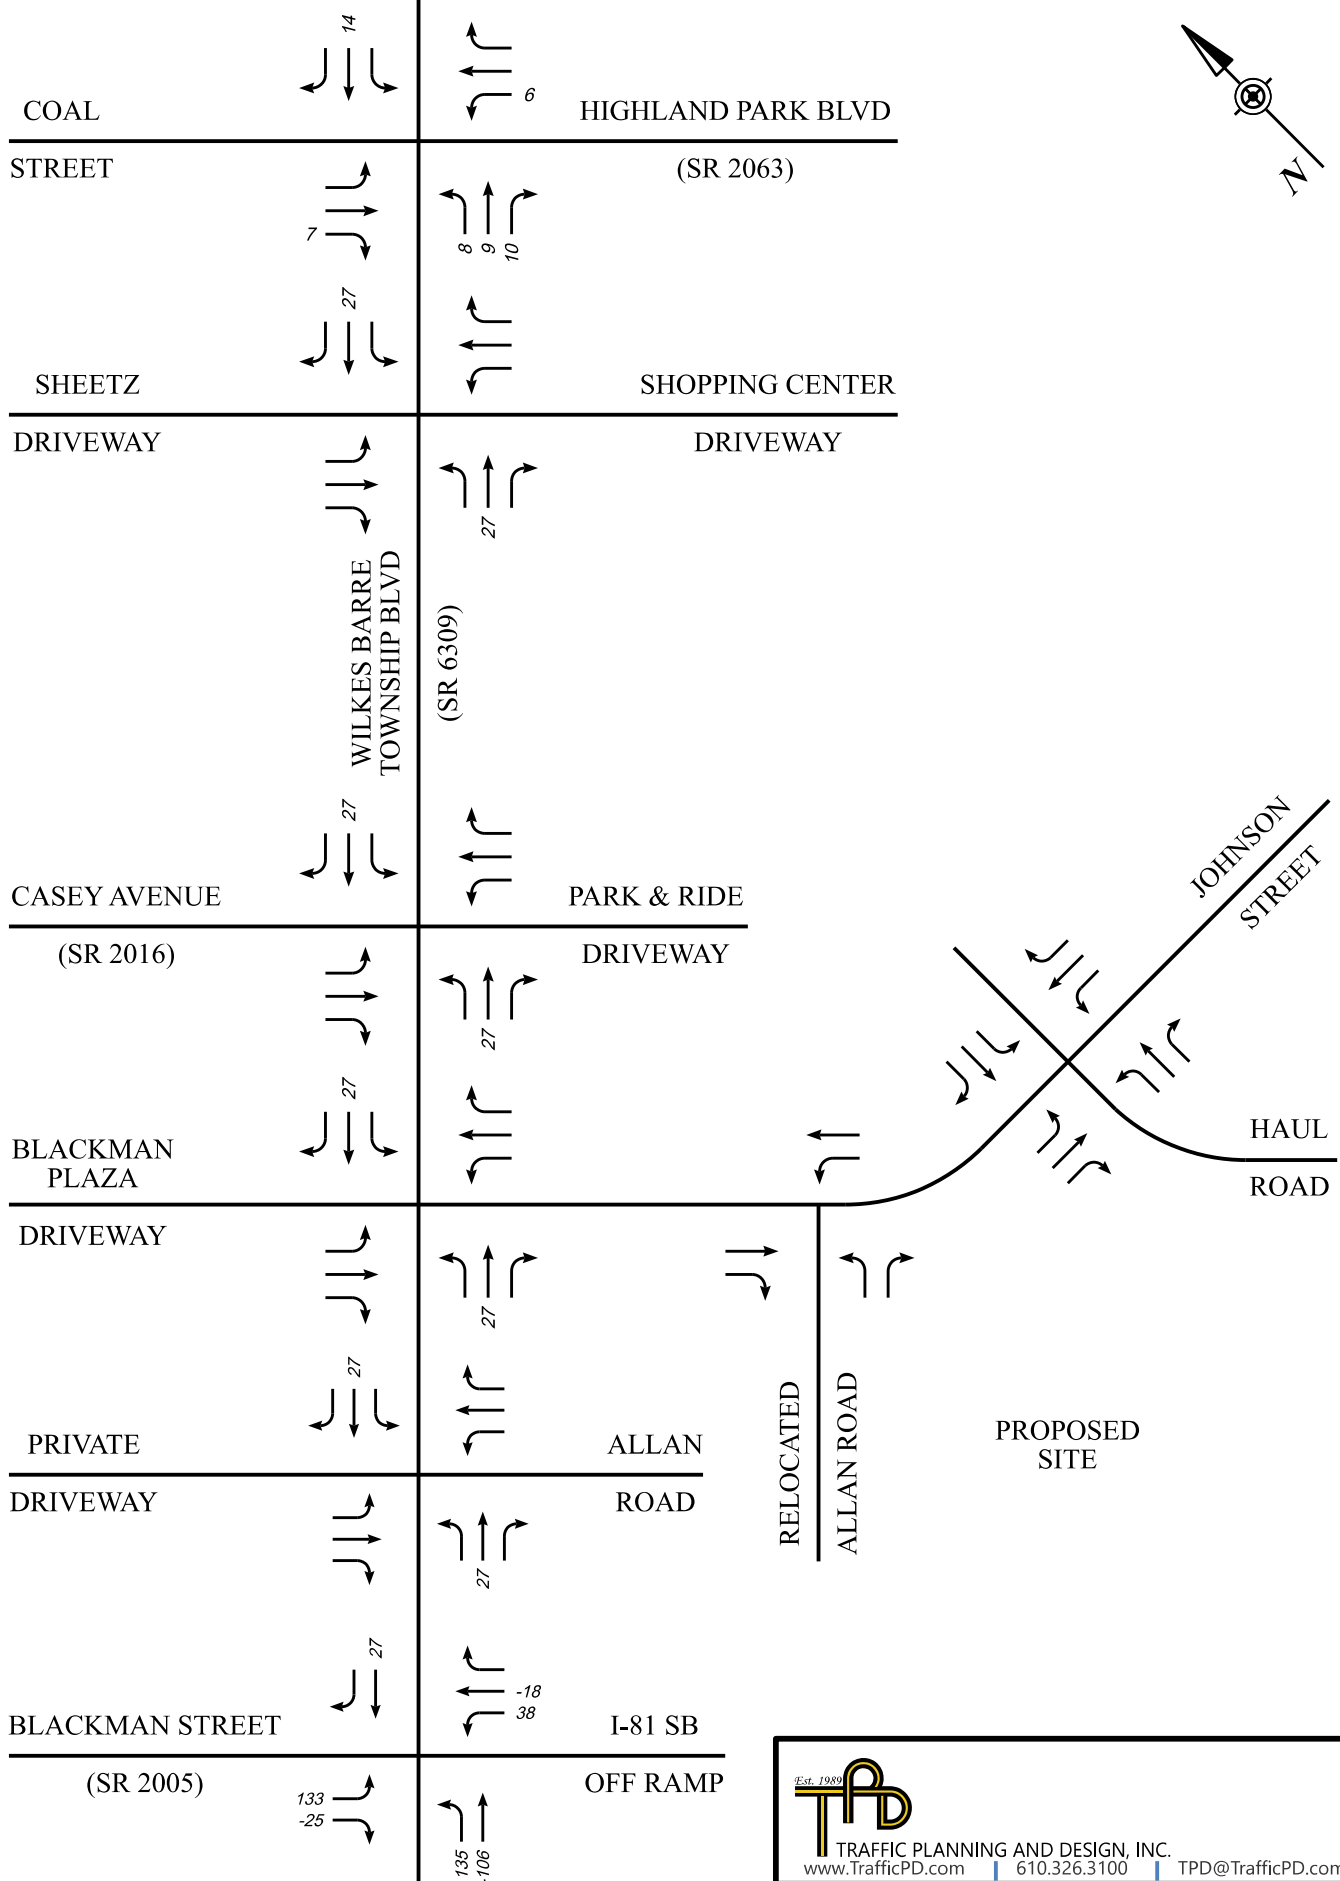 14
6
COAL
HIGHLAND PARK BLVD
STREET
(SR 2063)
N
7
8
9
10
27
SHEETZ
SHOPPING CENTER
DRIVEWAY
DRIVEWAY
27
WILKES BARRE
TOWNSHIP BLVD
(SR 6309)
27
CASEY AVENUE
PARK & RIDE
(SR 2016)
DRIVEWAY
JOHNSON
STREET
27
27
BLACKMAN
PLAZA
DRIVEWAY
HAUL
ROAD
27
27
PRIVATE
ALLAN
DRIVEWAY
ROAD
RELOCATED
ALLAN ROAD
PROPOSED
SITE
27
27
-18
38
BLACKMAN STREET
I-81 SB
(SR 2005)
OFF RAMP
133
-25
135
-106
Est. 1989
TPD
TRAFFIC PLANNING AND DESIGN, INC.
www.TrafficPD.com | 610.326.3100 | TPD@TrafficPD.com